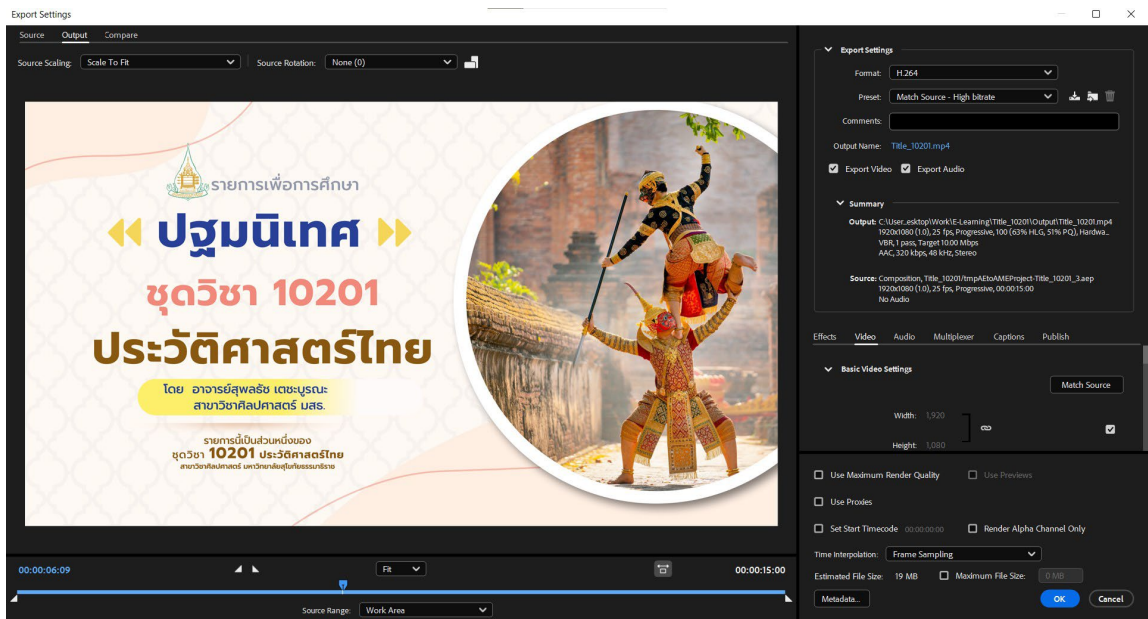 Export Settings
Source Output Compare
Source Scaling: Scale To Fit Source Rotation: None (0)
รายการเพื่อการศึกษา
ปฐมนิเทศ
ชุดวิชา 10201
ประวัติศาสตร์ไทย
โดย อาจารย์สุพลธัช เตชะบูรณะ
สาขาวิชาศิลปศาสตร์ มสธ.
รายการนี้เป็นส่วนหนึ่งของ
ชุดวิชา 10201 ประวัติศาสตร์ไทย
สาขาวิชาศิลปศาสตร์ มหาวิทยาลัยสุโขทัยธรรมาธิราช
00:00:06:09 Fit 00:00:15:00
Source Range: Work Area
Export Settings
Format: H.264
Preset: Match Source - High bitrate
Comments:
Output Name: Title_10201.mp4
Export Video Export Audio
Summary
Output: C:\User..esktop\Work\E-Learning\Title_10201\Output\Title_10201.mp4
1920x1080 (1.0), 25 fps, Progressive, 100 (63% HLG, 51% PQ), Hardwa...
VBR, 1 pass, Target 10.00 Mbps
AAC, 320 kbps, 48 kHz, Stereo
Source: Composition, Title_10201/tmpAEtoAMEProject-Title_10201_3.aep
1920x1080 (1.0), 25 fps, Progressive, 00:00:15:00
No Audio
Effects Video Audio Multiplexer Captions Publish
Basic Video Settings
Match Source
Width: 1,920
Height: 1,080
Use Maximum Render Quality Use Previews
Use Proxies
Set Start Timecode 00:00:00:00 Render Alpha Channel Only
Time Interpolation: Frame Sampling
Estimated File Size: 19 MB Maximum File Size: 0 MB
Metadata... OK Cancel